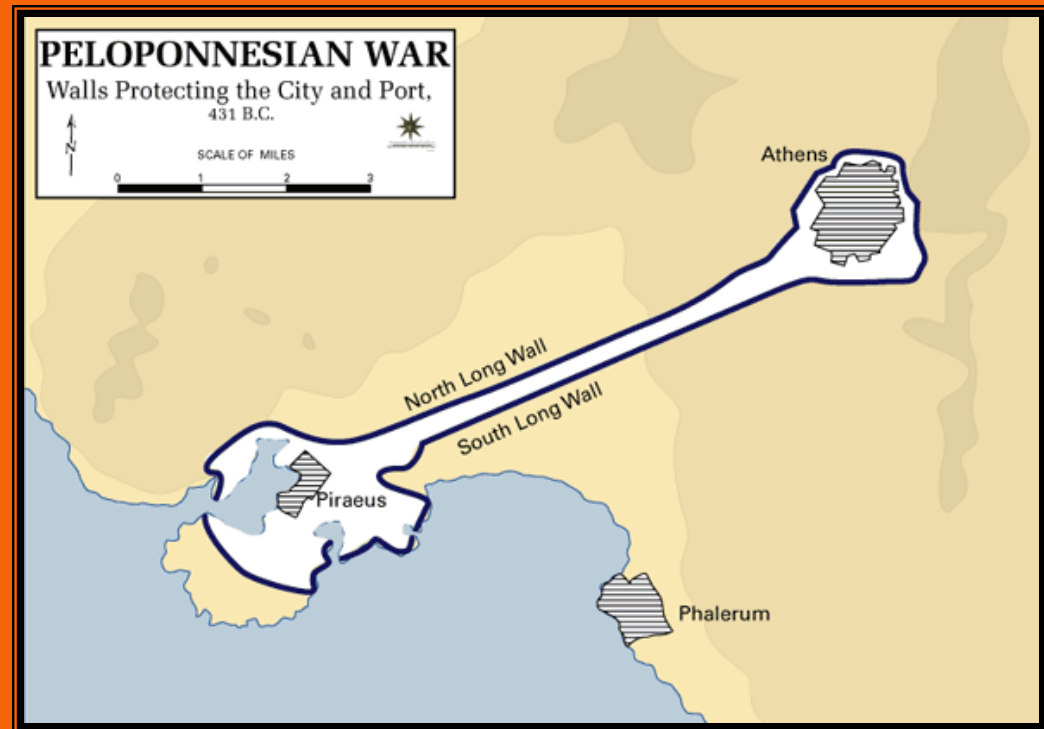 PELOPONNESIAN WAR
Walls Protecting the City and Port,
431 B.C.
N
SCALE OF MILES
0 1 2 3
Athens
North Long Wall
South Long Wall
Piraeus
Phalerum